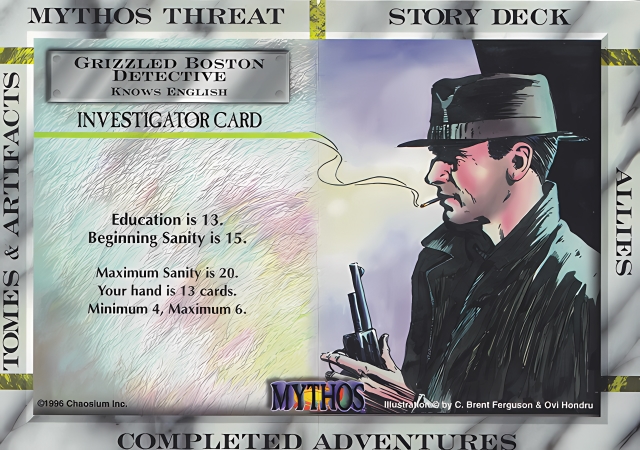 MYTHOS THREAT
STORY DECK
TOMES & ARTIFACTS
GRIZZLED BOSTON
DETECTIVE
KNOWS ENGLISH
INVESTIGATOR CARD
Education is 13.
Beginning Sanity is 15.
Maximum Sanity is 20.
Your hand is 13 cards.
Minimum 4, Maximum 6.
ALLIES
MYTHOS
©1996 Chaosium Inc.
Illustration © by C. Brent Ferguson & Ovi Hondru
COMPLETED ADVENTURES